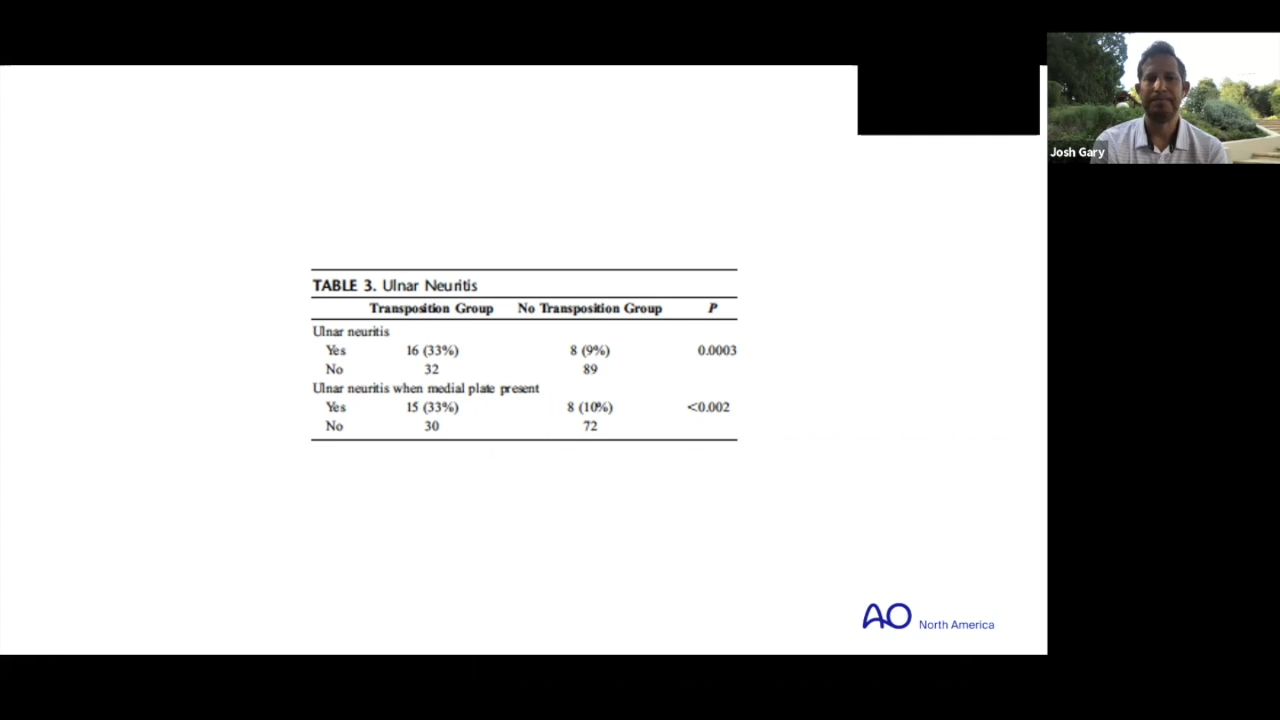 Josh Gary
TABLE 3. Ulnar Neuritis
Transposition Group No Transposition Group P
Ulnar neuritis
Yes 16 (33%) 8 (9%) 0.0003
No 32 89
Ulnar neuritis when medial plate present
Yes 15 (33%) 8 (10%) <0.002
No 30 72
AO North America